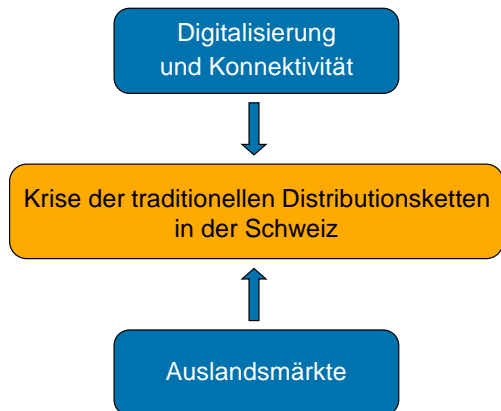 Digitalisierung
und Konnektivität
Krise der traditionellen Distributionsketten
in der Schweiz
Auslandsmärkte